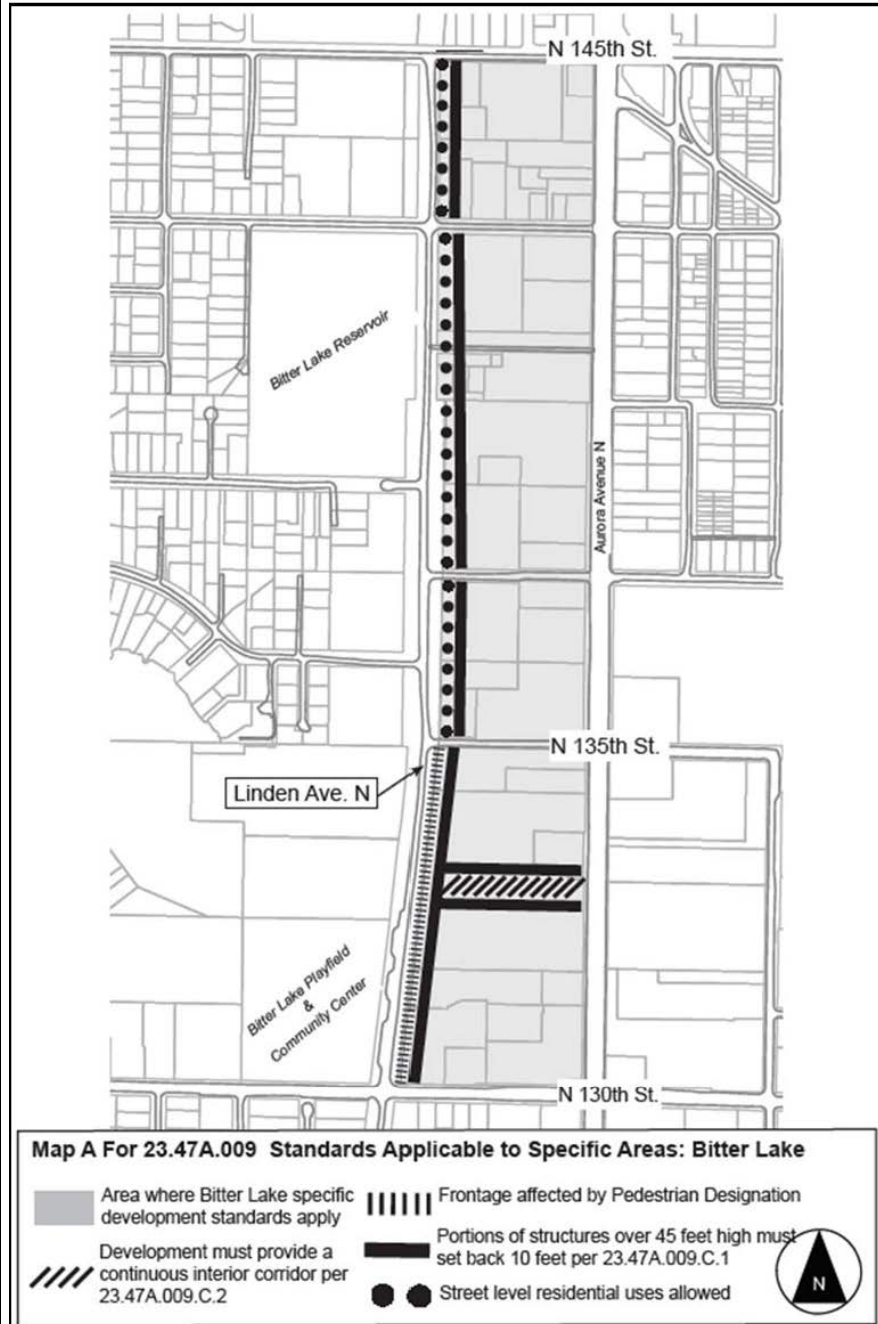 N 145th St.
Bitter Lake Reservoir
Aurora Avenue N
N 135th St.
Linden Ave. N
Bitter Lake Playfield
&
Community Center
N 130th St.
Map A For 23.47A.009 Standards Applicable to Specific Areas: Bitter Lake
Area where Bitter Lake specific
development standards apply
Frontage affected by Pedestrian Designation
Development must provide a
continuous interior corridor per
23.47A.009.C.2
Portions of structures over 45 feet high must
set back 10 feet per 23.47A.009.C.1
Street level residential uses allowed
N